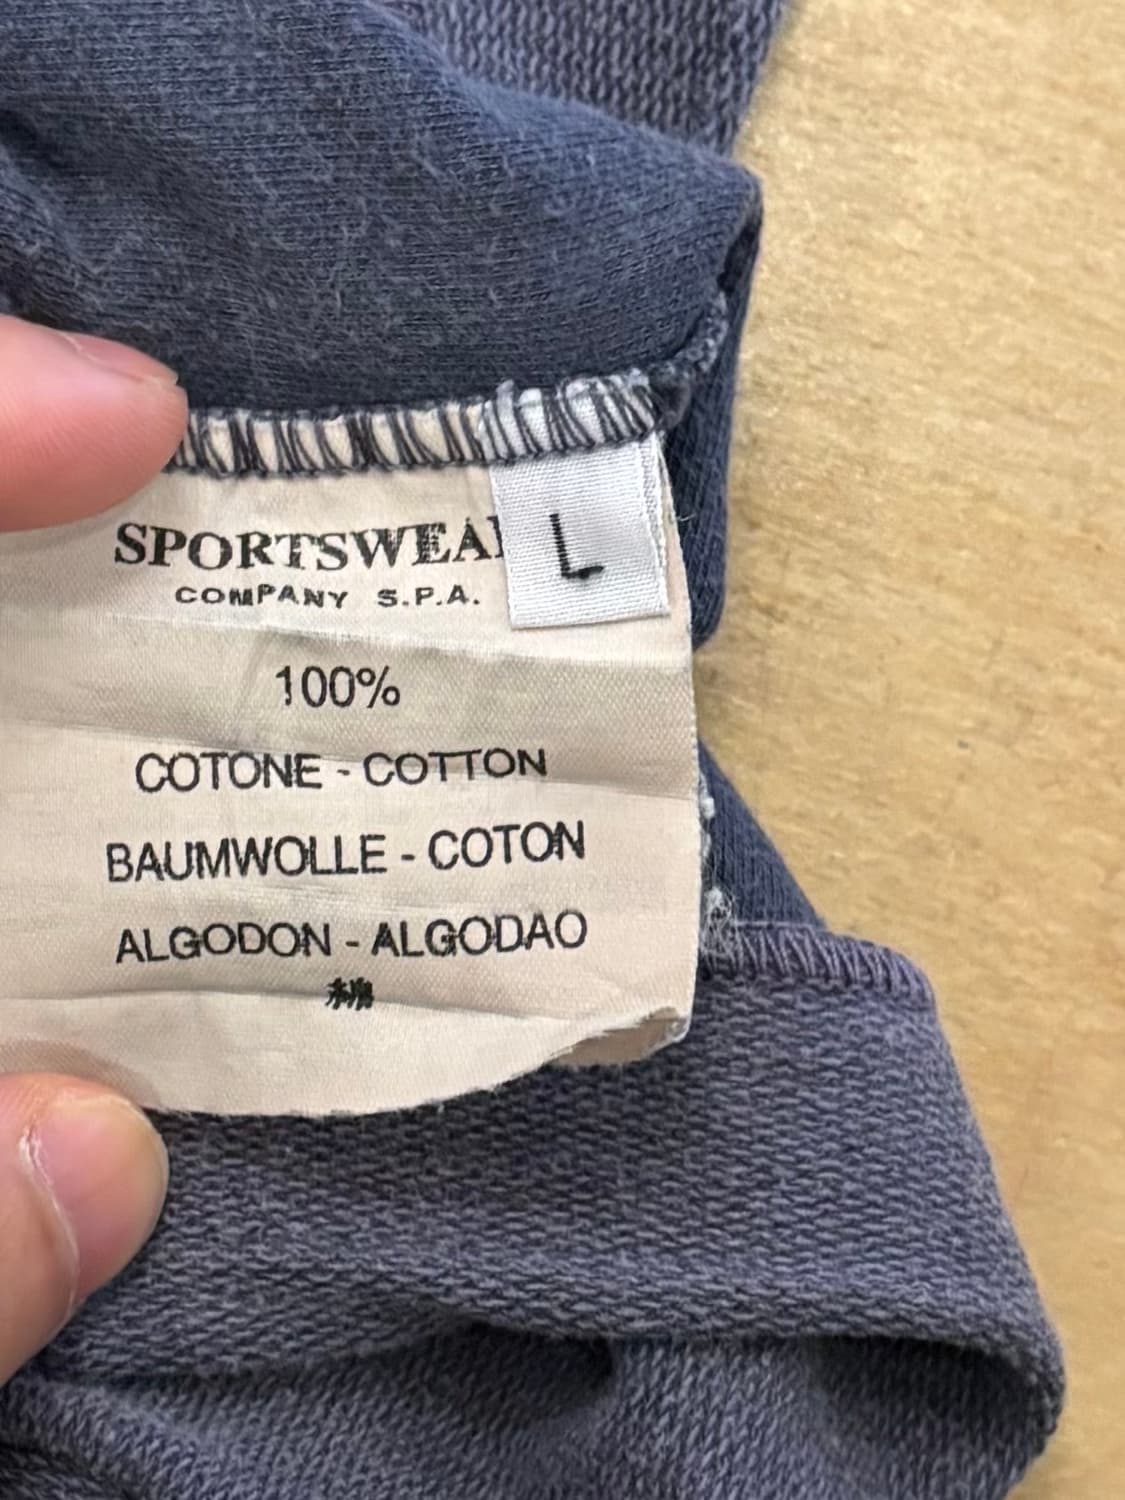 SPORTSWEA
L
COMPANY S.P.A.
100%
COTONE - COTTON
BAUMWOLLE - COTON
ALGODON - ALGODAO